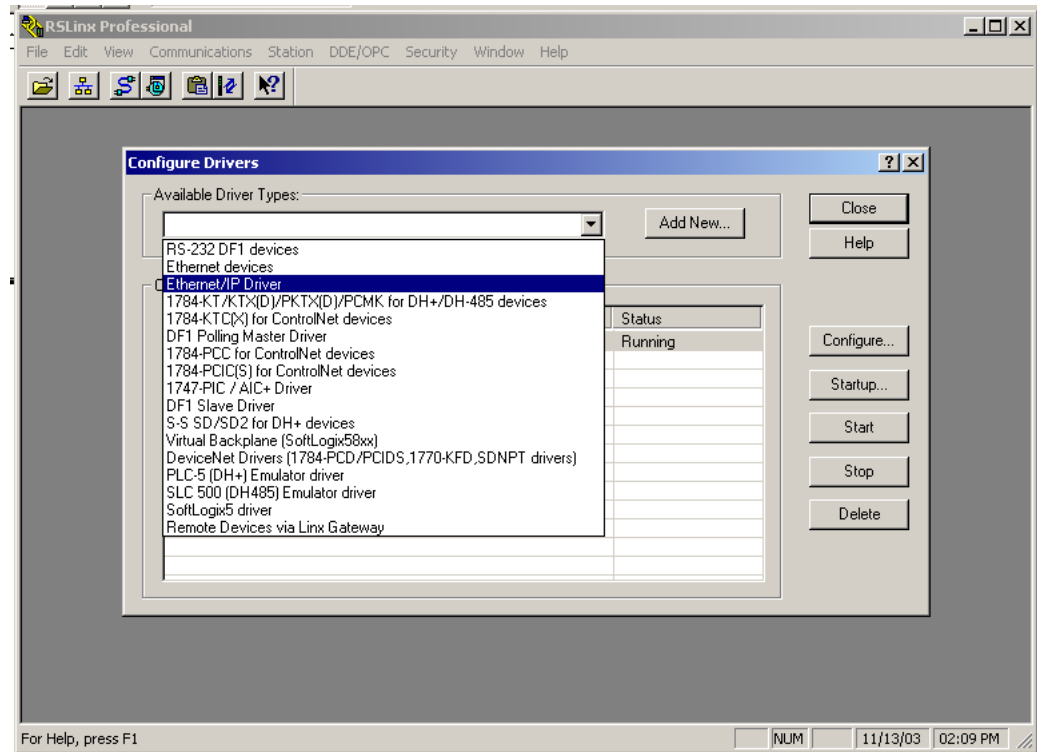 RSLinx Professional
File Edit View Communications Station DDE/OPC Security Window Help
Configure Drivers
Available Driver Types:
Add New...
Close
Help
RS-232 DF1 devices
Ethernet devices
Ethernet/IP Driver
1784-KT/KTX(D)/PKTX(D)/PCMK for DH+/DH-485 devices
1784-KTC(X) for ControlNet devices
DF1 Polling Master Driver
1784-PCC for ControlNet devices
1784-PCIC(S) for ControlNet devices
1747-PIC / AIC+ Driver
DF1 Slave Driver
S-S SD/SD2 for DH+ devices
Virtual Backplane (SoftLogix58xx)
DeviceNet Drivers (1784-PCD/PCIDS,1770-KFD,SDNPT drivers)
PLC-5 (DH+) Emulator driver
SLC 500 (DH485) Emulator driver
SoftLogix5 driver
Remote Devices via Linx Gateway
Status
Running
Configure...
Startup...
Start
Stop
Delete
For Help, press F1
NUM
11/13/03
02:09 PM